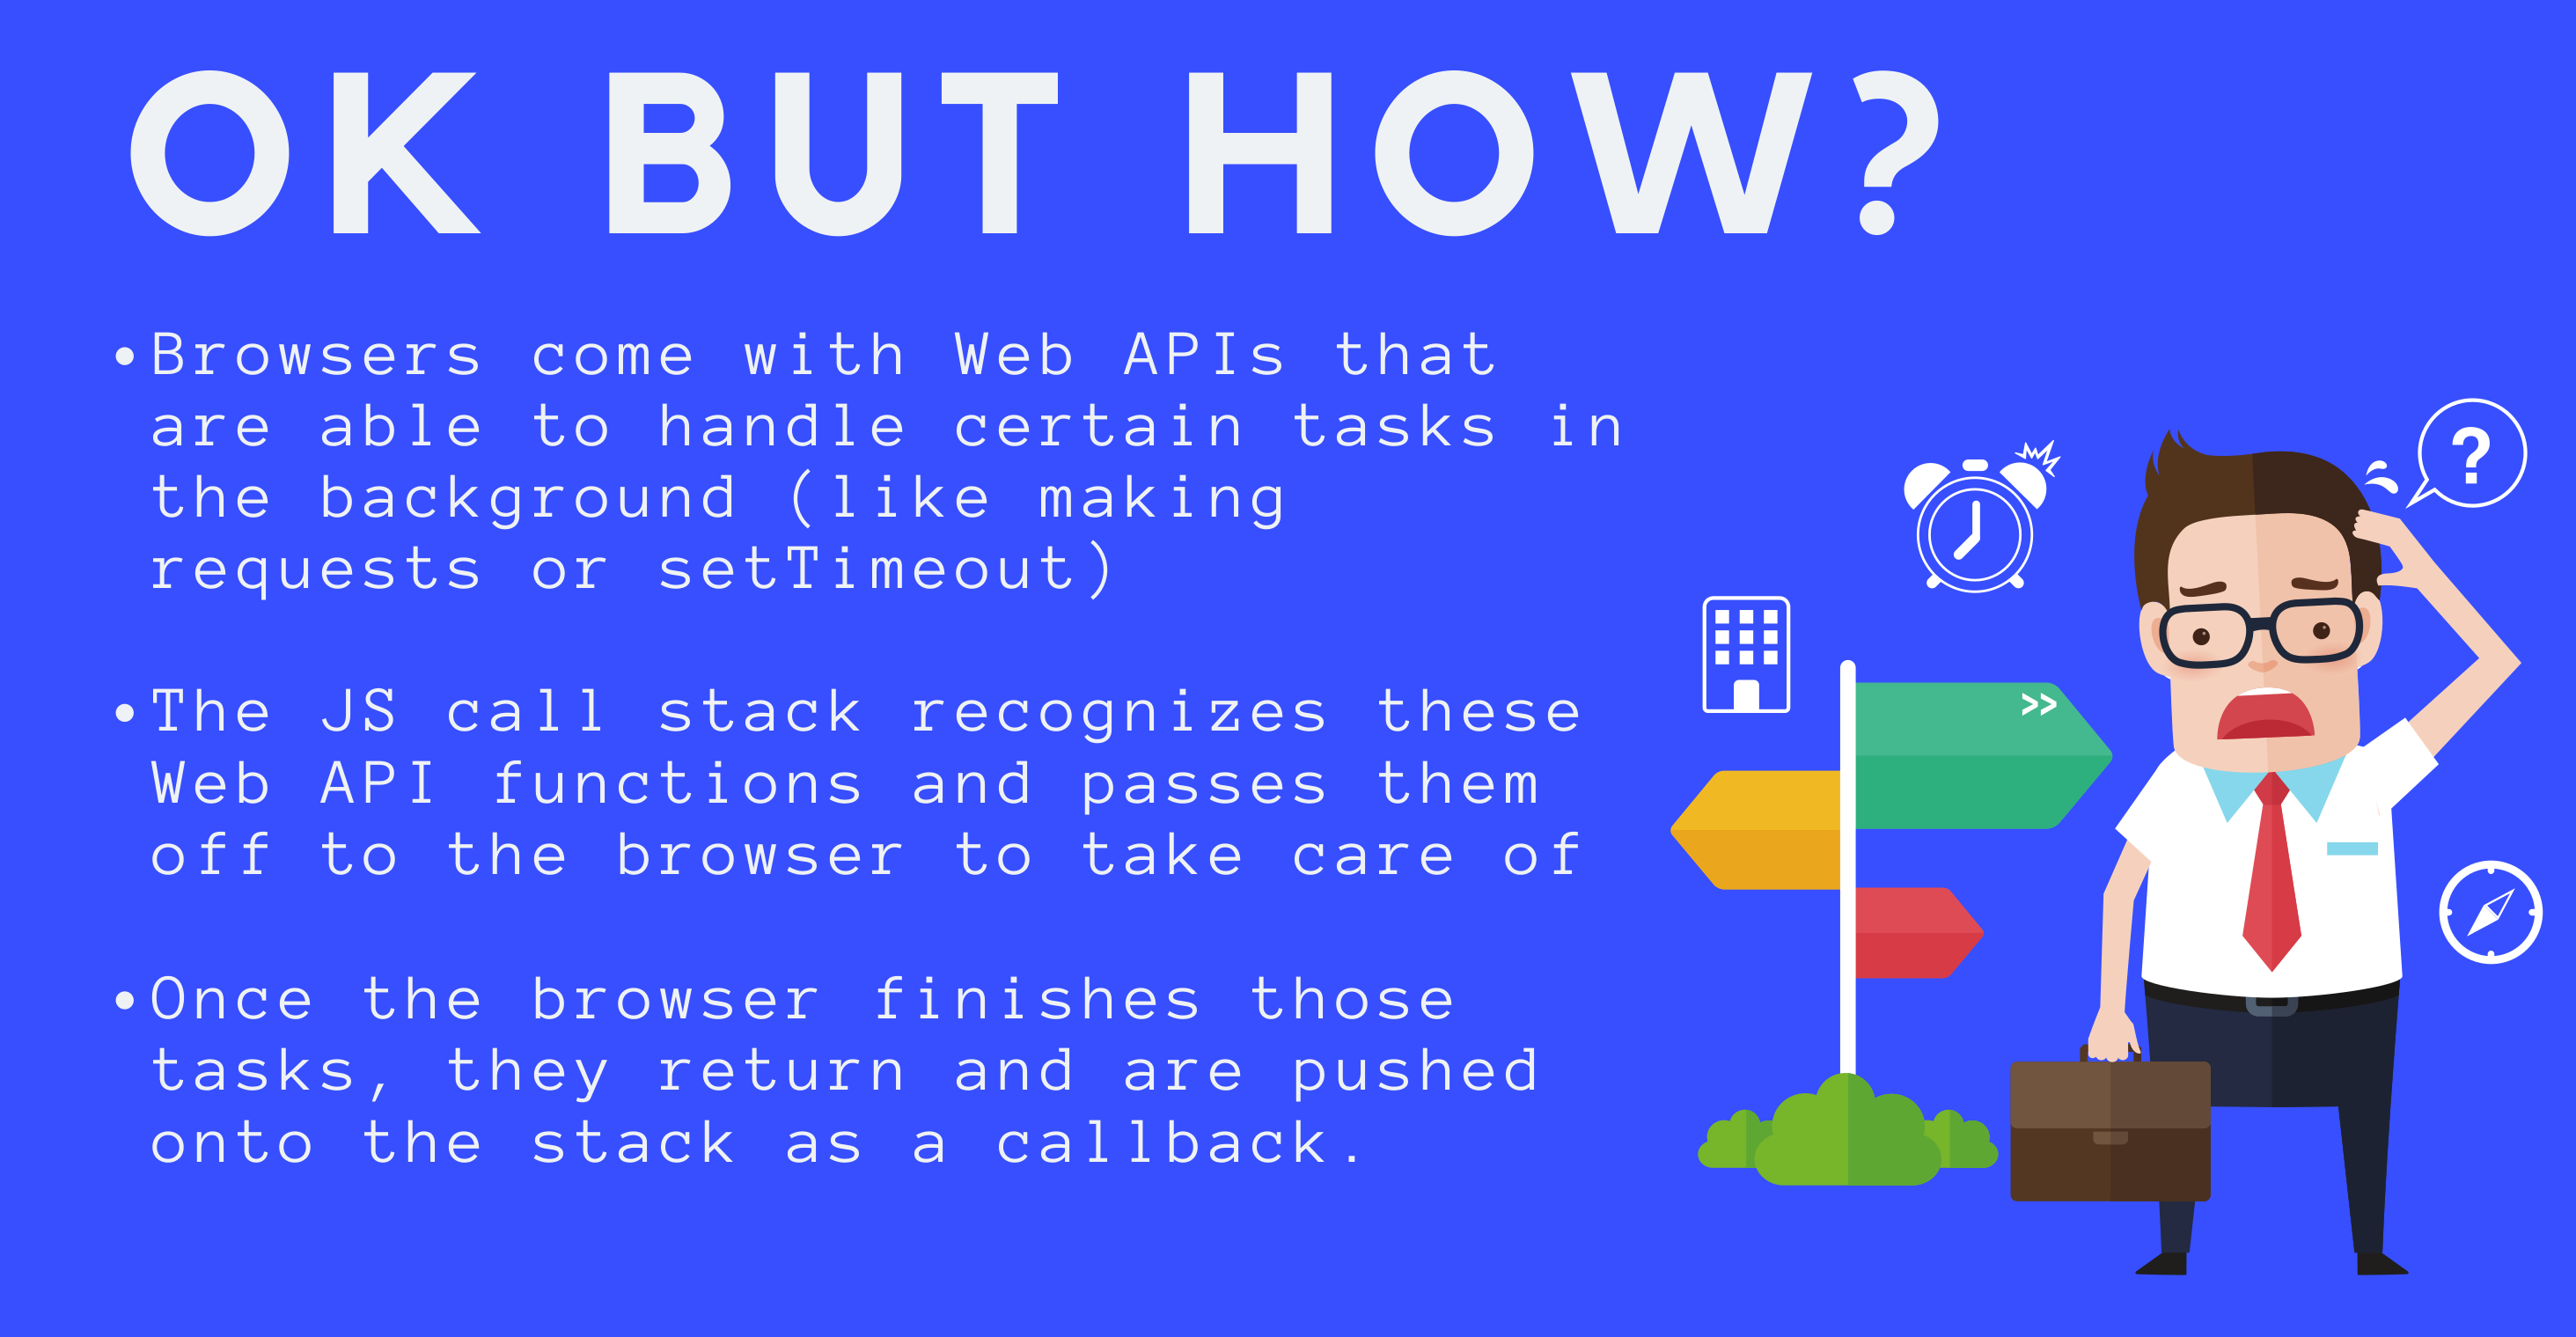 OK BUT HOW?
•Browsers come with Web APIs that
are able to handle certain tasks in
the background (like making
requests or setTimeout)
•The JS call stack recognizes these
Web API functions and passes them
off to the browser to take care of
•Once the browser finishes those
tasks, they return and are pushed
onto the stack as a callback.
?
>>